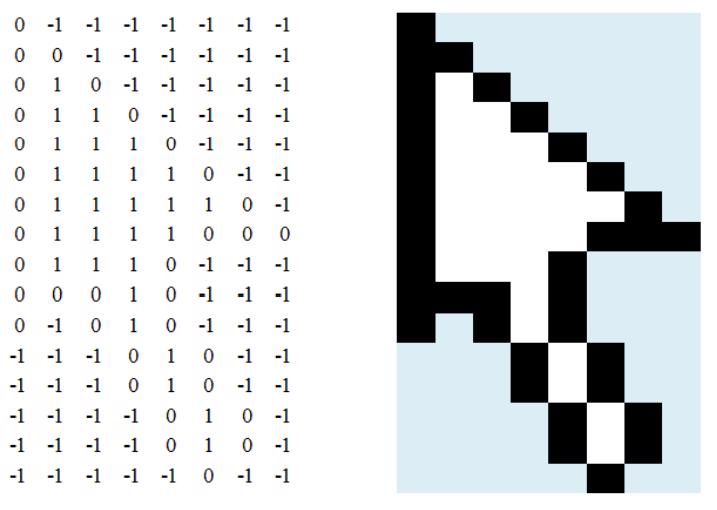 0 -1 -1 -1 -1 -1 -1 -1
0 0 -1 -1 -1 -1 -1 -1
0 1 0 -1 -1 -1 -1 -1
0 1 1 0 -1 -1 -1 -1
0 1 1 1 0 -1 -1 -1
0 1 1 1 1 0 -1 -1
0 1 1 1 1 1 0 -1
0 1 1 1 1 0 0 0
0 1 1 1 0 -1 -1 -1
0 0 0 1 0 -1 -1 -1
0 -1 0 1 0 -1 -1 -1
-1 -1 -1 0 1 0 -1 -1
-1 -1 -1 0 1 0 -1 -1
-1 -1 -1 -1 0 1 0 -1
-1 -1 -1 -1 0 1 0 -1
-1 -1 -1 -1 -1 0 -1 -1